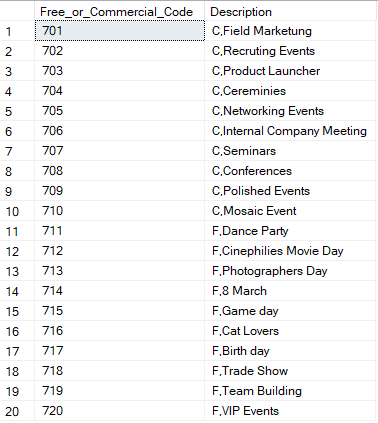 Free_or_Commercial_Code Description
1 701 C,Field Marketung
2 702 C,Recruting Events
3 703 C,Product Launcher
4 704 C,Cereminies
5 705 C,Networking Events
6 706 C,Internal Company Meeting
7 707 C,Seminars
8 708 C,Conferences
9 709 C,Polished Events
10 710 C,Mosaic Event
11 711 F,Dance Party
12 712 F,Cinephilies Movie Day
13 713 F,Photographers Day
14 714 F,8 March
15 715 F,Game day
16 716 F,Cat Lovers
17 717 F,Birth day
18 718 F,Trade Show
19 719 F,Team Building
20 720 F,VIP Events